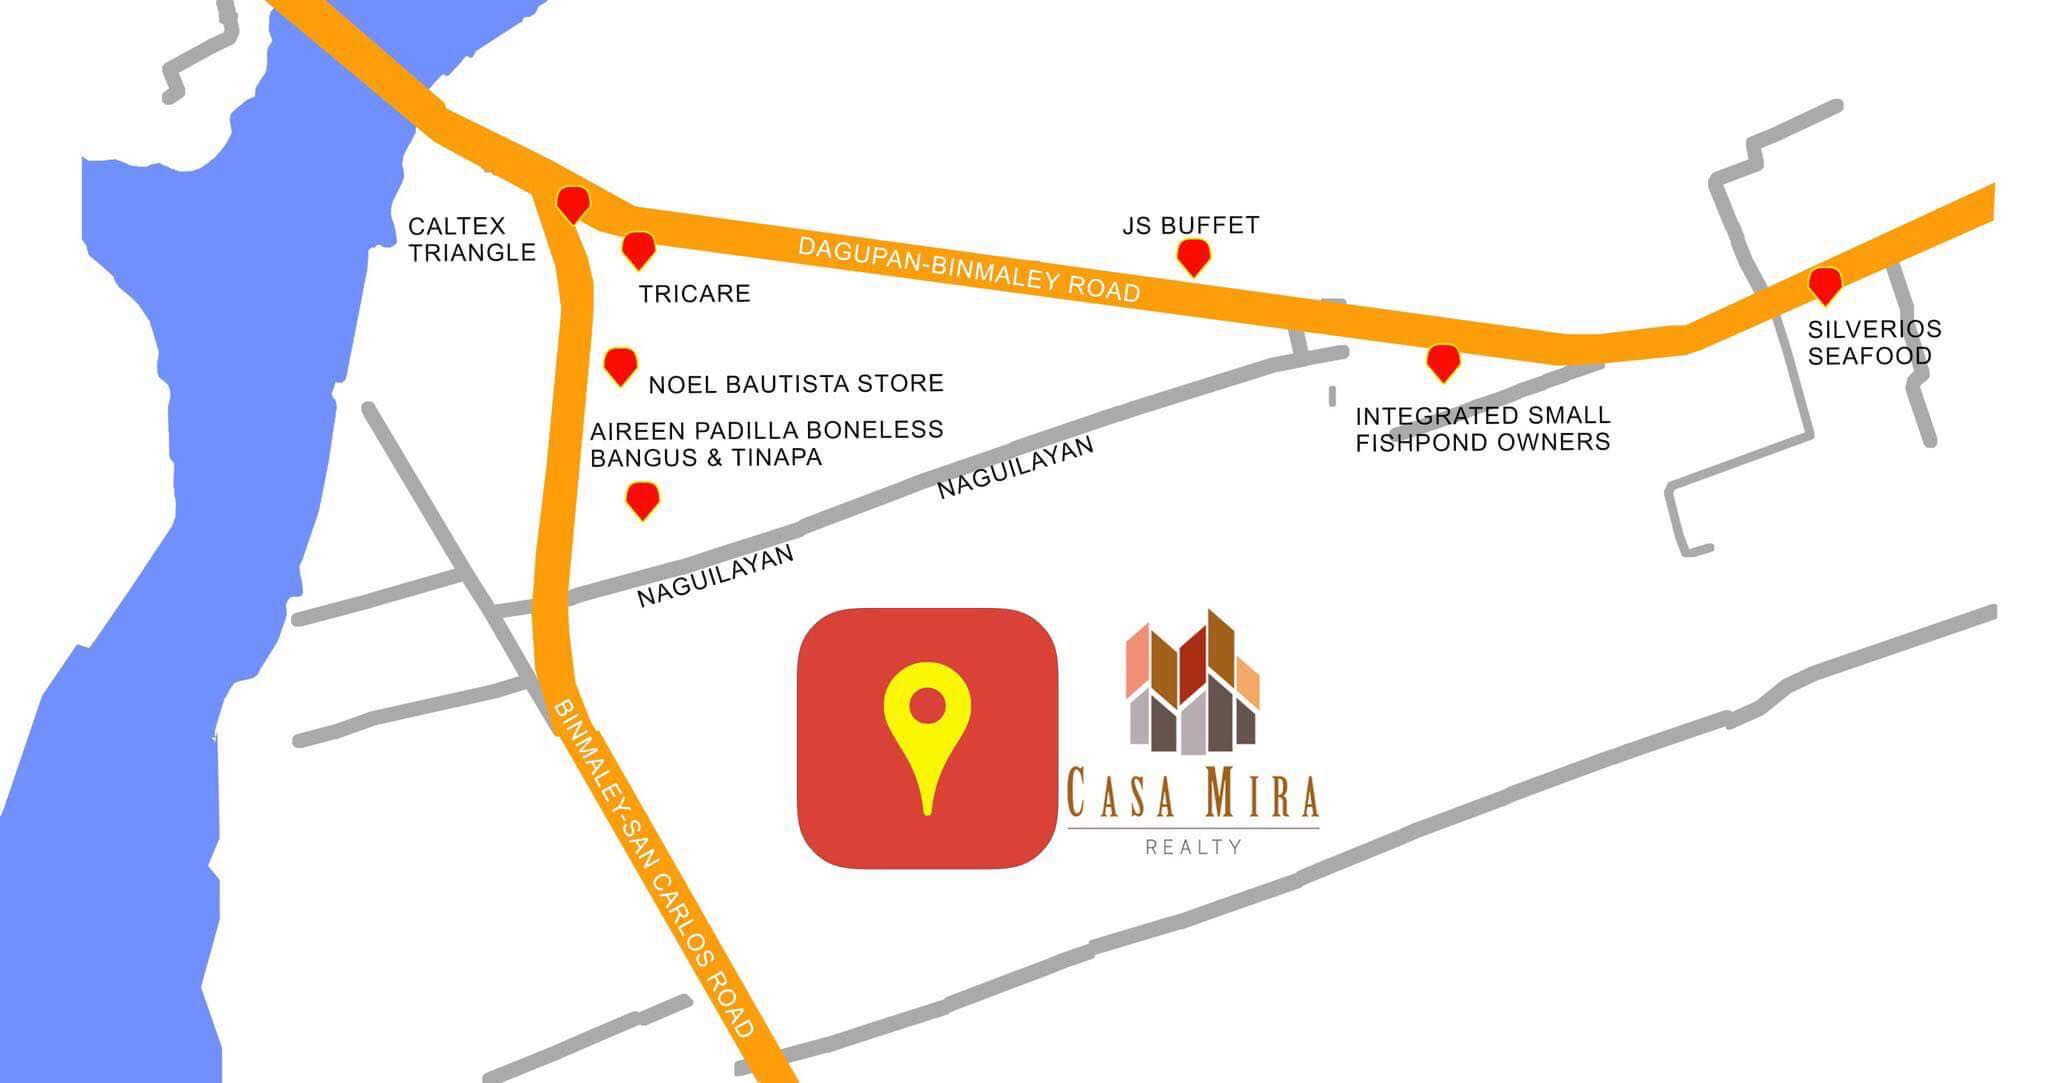 CALTEX
TRIANGLE
TRICARE
JS BUFFET
DAGUPAN-BINMALEY ROAD
SILVERIOS
SEAFOOD
NOEL BAUTISTA STORE
AIREEN PADILLA BONELESS
BANGUS & TINAPA
INTEGRATED SMALL
FISHPOND OWNERS
NAGUILAYAN
NAGUILAYAN
BINMALEY-SAN CARLOS ROAD
CASA MIRA
REALTY